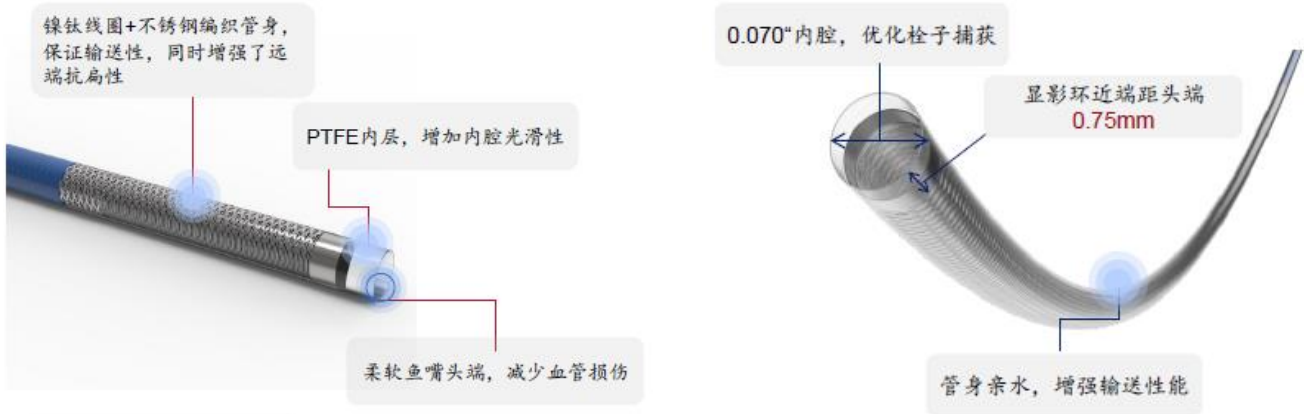 镍钛线圈+不锈钢编织管身，
保证输送性，同时增强了远
端抗扁性
PTFE内层，增加内腔光滑性
柔软鱼嘴头端，减少血管损伤
0.070“内腔，优化栓子捕获
显影环近端距头端
0.75mm
管身亲水，增强输送性能